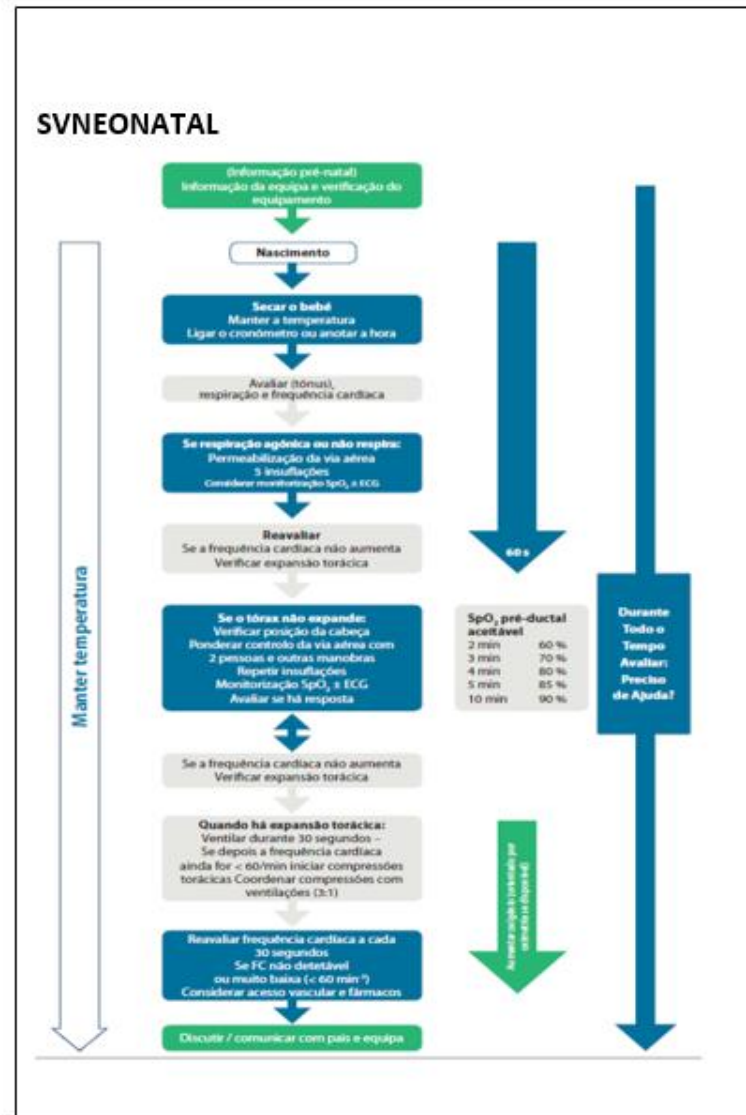 SVNEONATAL
(Informação pré-natal)
Informação da equipa e verificação do
equipamento
Nascimento
Secar o bebé
Manter a temperatura
Ligar o cronómetro ou anotar a hora
Avaliar (tónus),
respiração e frequência cardíaca
Se respiração agónica ou não respira:
Permeabilização da via aérea
5 insuflações
Considerar monitorização SpO₂ ± ECG
Reavaliar
Se a frequência cardíaca não aumenta
Verificar expansão torácica
Se o tórax não expande:
Verificar posição da cabeça
Ponderar controlo da via aérea com
2 pessoas e outras manobras
Repetir insuflações
Monitorização SpO₂ ± ECG
Avaliar se há resposta
Se a frequência cardíaca não aumenta
Verificar expansão torácica
Quando há expansão torácica:
Ventilar durante 30 segundos –
Se depois a frequência cardíaca
ainda for < 60/min iniciar compressões
torácicas Coordenar compressões com
ventilações (3:1)
Reavaliar frequência cardíaca a cada
30 segundos
Se FC não detetável
ou muito baixa (< 60 min⁻¹)
Considerar acesso vascular e fármacos
Discutir / comunicar com pais e equipa
Manter temperatura
60 s
SpO₂ pré-ductal
aceitável
2 min 60 %
3 min 70 %
4 min 80 %
5 min 85 %
10 min 90 %
Aumentar oxigénio (orientado por
oximetria se disponível)
Durante
Todo o
Tempo
Avaliar:
Preciso
de Ajuda?